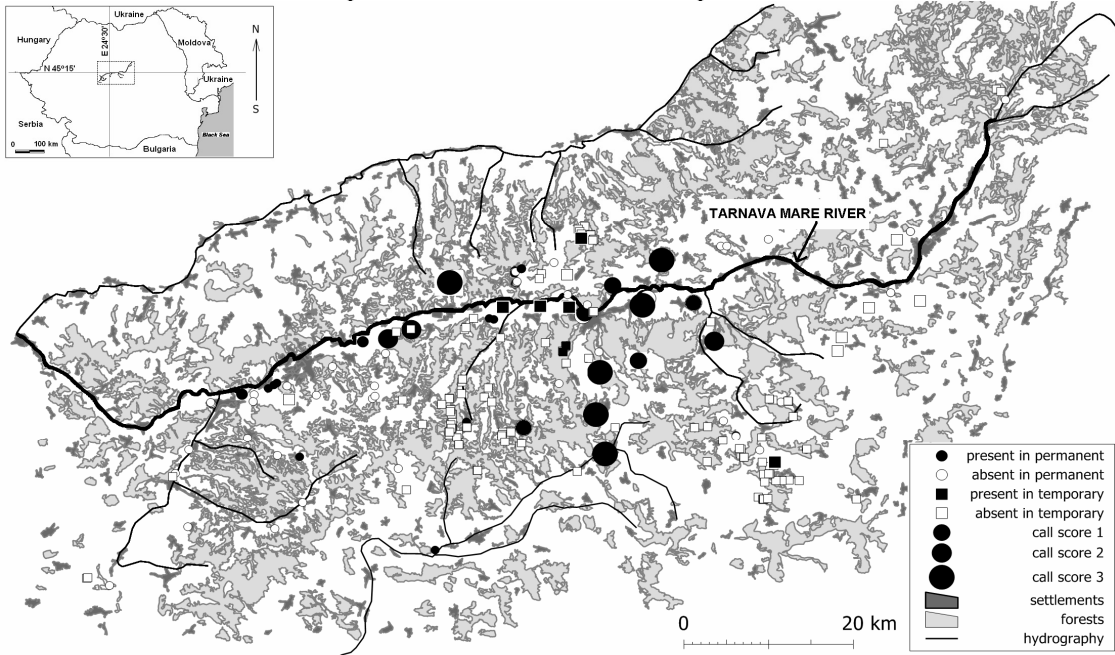 Ukraine
Hungary
E 24°30'
Moldova
N
N 45°15'
Ukraine
S
Serbia
Black Sea
0 100 km
Bulgaria
TARNAVA MARE RIVER
present in permanent
absent in permanent
present in temporary
absent in temporary
call score 1
call score 2
call score 3
settlements
forests
hydrography
0 20 km